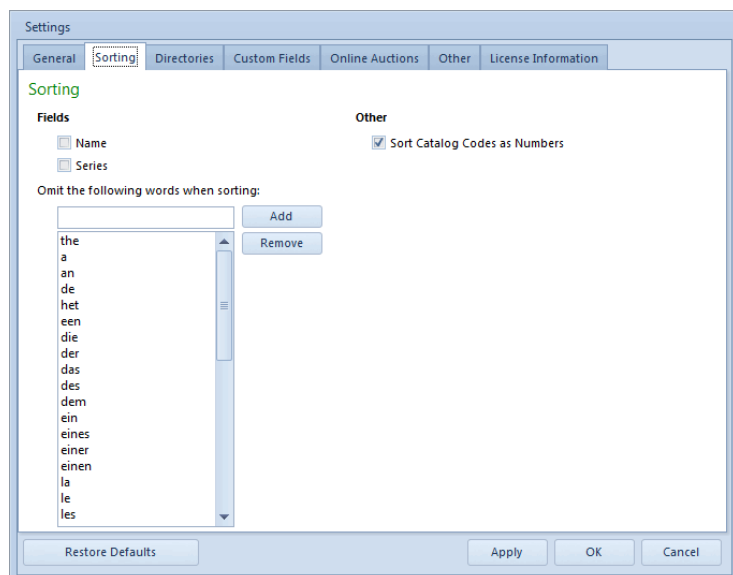 Settings
General Sorting Directories Custom Fields Online Auctions Other License Information
Sorting
Fields
Other
Name
Sort Catalog Codes as Numbers
Series
Omit the following words when sorting:
Add
Remove
the
a
an
de
het
een
die
der
das
des
dem
ein
eines
einer
einen
la
le
les
Restore Defaults
Apply
OK
Cancel